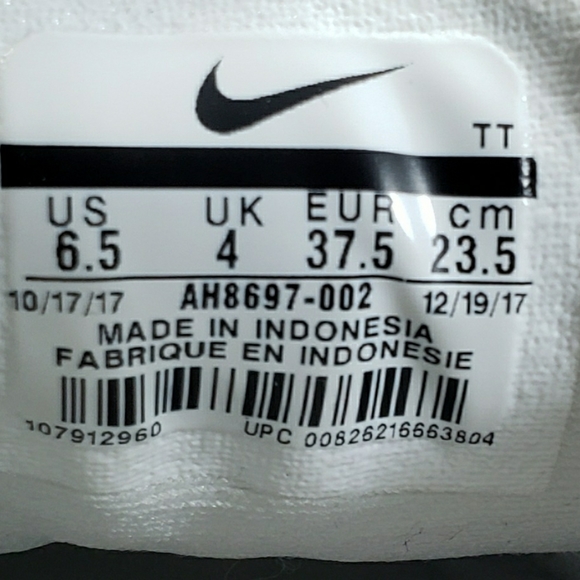 TT
US UK EUR cm
6.5 4 37.5 23.5
10/17/17 AH8697-002 12/19/17
MADE IN INDONESIA
FABRIQUE EN INDONESIE
107912960 UPC 00826216663804